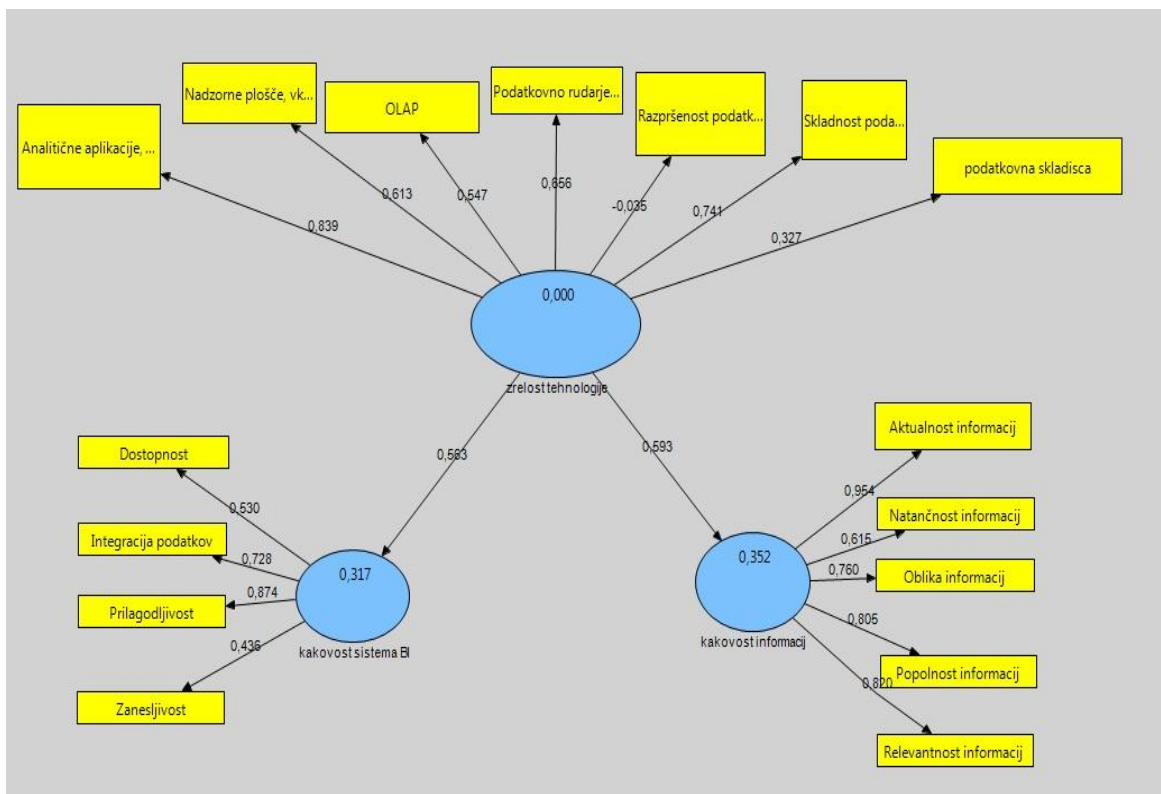 Analitične aplikacije, ...
Nadzorne plošče, vk...
OLAP
Podatkovno rudarje...
Razpršenost podatk...
Skladnost poda...
podatkovna skladisca
0,839
0,613
0,547
0,656
-0,035
0,741
0,327
0,000
zrelost tehnologije
0,563
0,593
Dostopnost
Integracija podatkov
Prilagodljivost
Zanesljivost
0,530
0,728
0,874
0,436
0,317
kakovost sistema BI
Aktualnost informacij
Natančnost informacij
Oblika informacij
Popolnost informacij
Relevantnost informacij
0,954
0,615
0,760
0,805
0,820
0,352
kakovost informacij